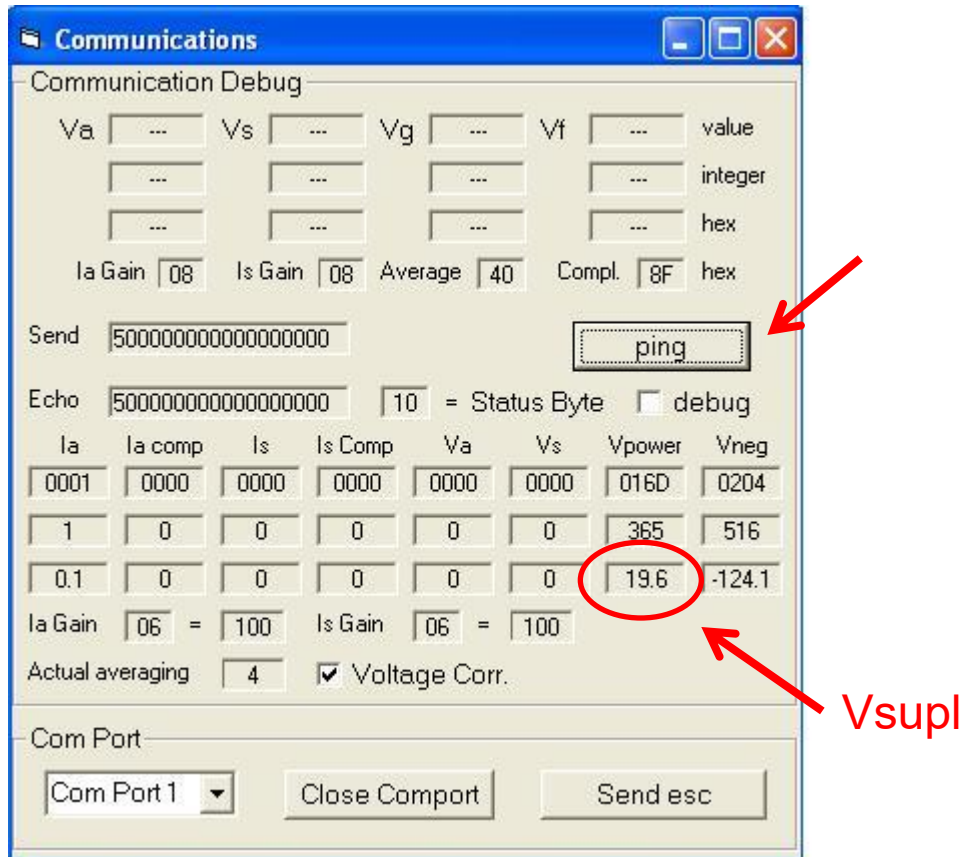 Communications
Communication Debug
Va --- Vs --- Vg --- Vf --- value
--- --- --- --- integer
--- --- --- --- hex
Ia Gain 08 Is Gain 08 Average 40 Compl. 8F hex
Send 500000000000000000 ping
Echo 500000000000000000 10 = Status Byte debug
Ia Ia comp Is Is Comp Va Vs Vpower Vneg
0001 0000 0000 0000 0000 0000 016D 0204
1 0 0 0 0 0 365 516
0.1 0 0 0 0 0 19.6 -124.1
Ia Gain 06 = 100 Is Gain 06 = 100
Actual averaging 4 Voltage Corr.
Vsupl
Com Port
Com Port 1 Close Comport Send esc